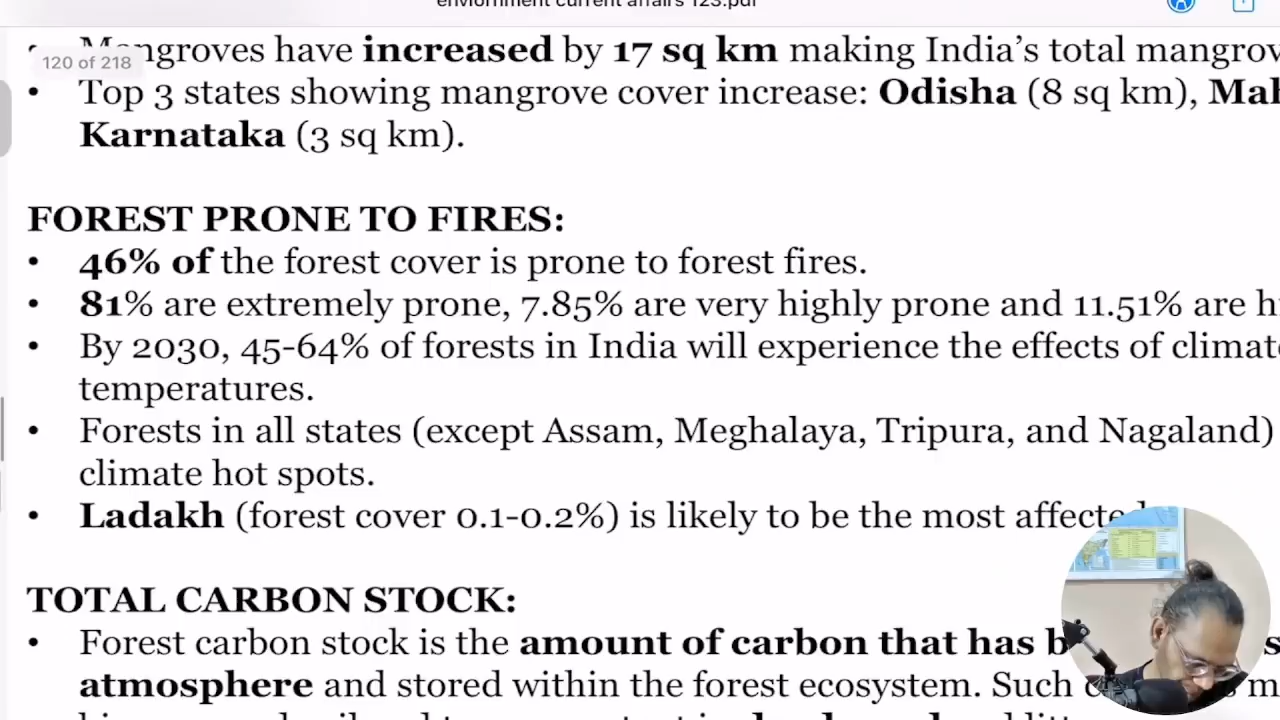 enviornment current affairs 123.pdf
Mangroves have increased by 17 sq km making India's total
120 of 218
• Top 3 states showing mangrove cover increase: Odisha (8 sq km),
Karnataka (3 sq km).
FOREST PRONE TO FIRES:
• 46% of the forest cover is prone to forest fires.
• 81% are extremely prone, 7.85% are very highly prone and 11.51% are
• By 2030, 45-64% of forests in India will experience the effects of
temperatures.
• Forests in all states (except Assam, Meghalaya, Tripura, and Nagaland)
climate hot spots.
• Ladakh (forest cover 0.1-0.2%) is likely to be the most
TOTAL CARBON STOCK:
• Forest carbon stock is the amount of carbon that has
atmosphere and stored within the forest ecosystem. Such